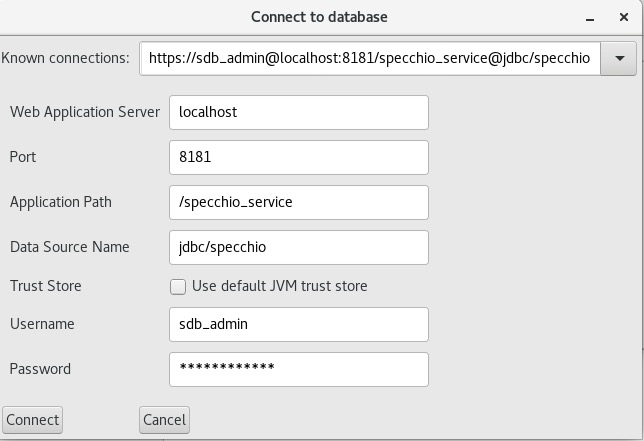 Connect to database
Known connections: https://sdb_admin@localhost:8181/specchio_service@jdbc/specchio
Web Application Server localhost
Port 8181
Application Path /specchio_service
Data Source Name jdbc/specchio
Trust Store Use default JVM trust store
Username sdb_admin
Password ************
Connect Cancel